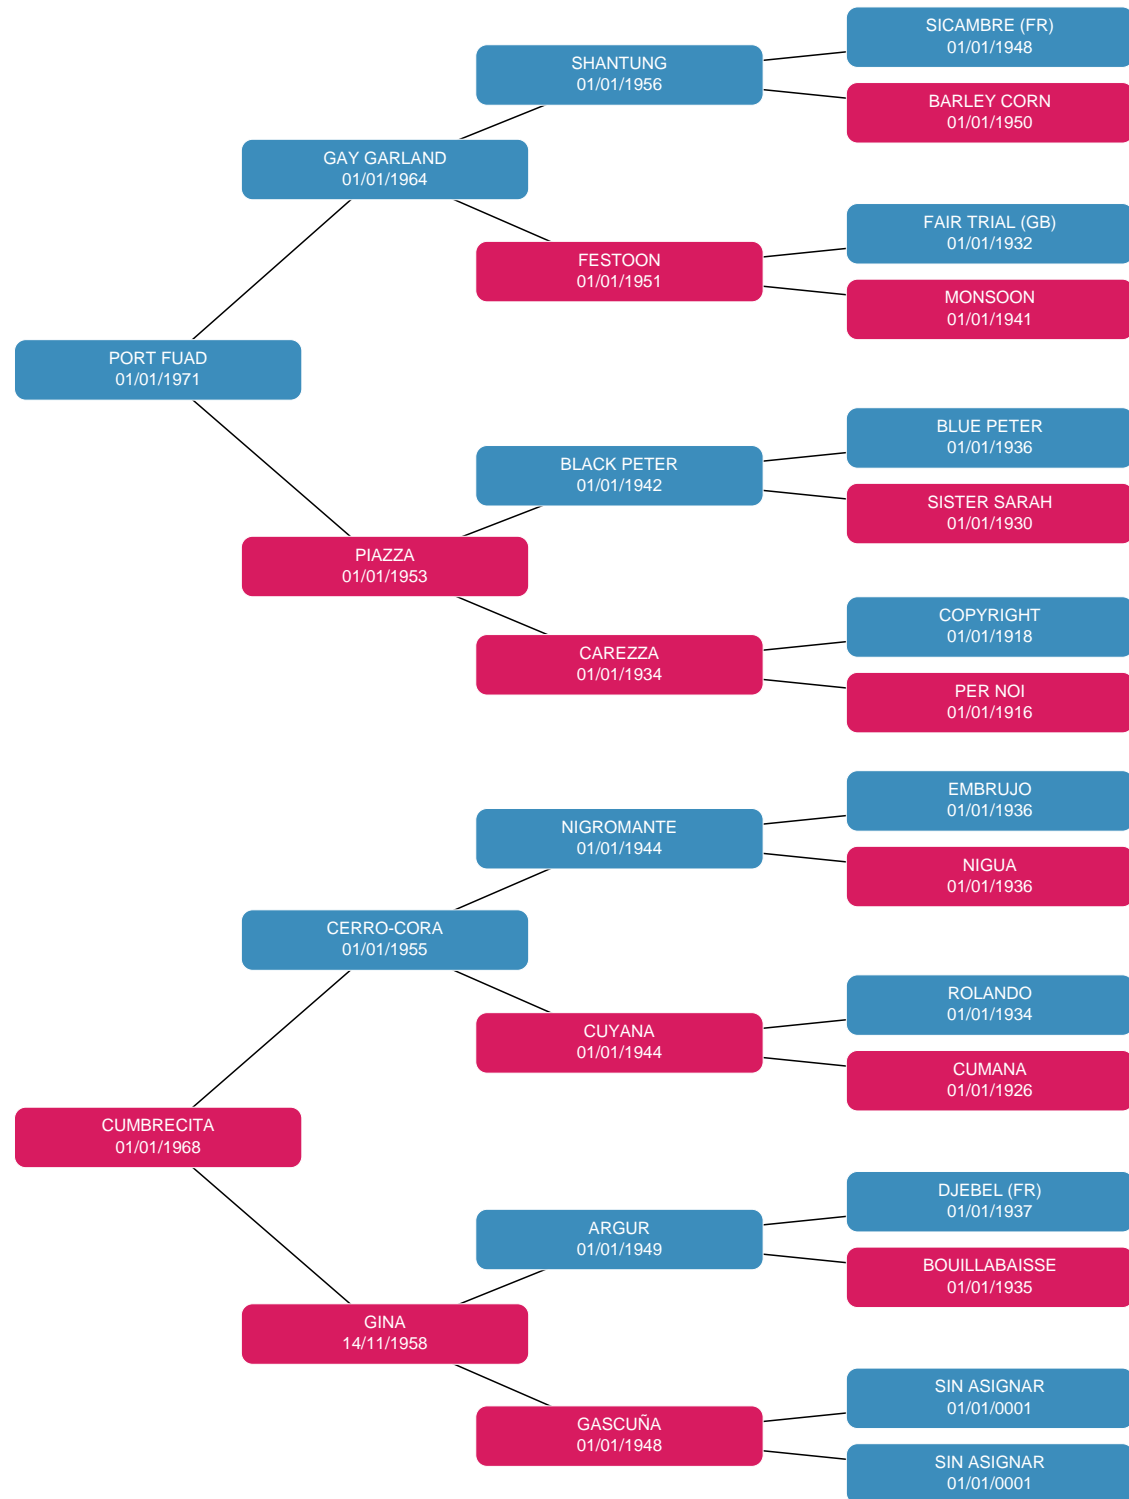 SICAMBRE (FR)
01/01/1948
SHANTUNG
01/01/1956
BARLEY CORN
01/01/1950
GAY GARLAND
01/01/1964
FAIR TRIAL (GB)
01/01/1932
FESTOON
01/01/1951
MONSOON
01/01/1941
PORT FUAD
01/01/1971
BLUE PETER
01/01/1936
BLACK PETER
01/01/1942
SISTER SARAH
01/01/1930
PIAZZA
01/01/1953
COPYRIGHT
01/01/1918
CAREZZA
01/01/1934
PER NOI
01/01/1916
EMBRUJO
01/01/1936
NIGROMANTE
01/01/1944
NIGUA
01/01/1936
CERRO-CORA
01/01/1955
ROLANDO
01/01/1934
CUYANA
01/01/1944
CUMANA
01/01/1926
CUMBRECITA
01/01/1968
DJEBEL (FR)
01/01/1937
ARGUR
01/01/1949
BOUILLABAISSE
01/01/1935
GINA
14/11/1958
SIN ASIGNAR
01/01/0001
GASCUÑA
01/01/1948
SIN ASIGNAR
01/01/0001